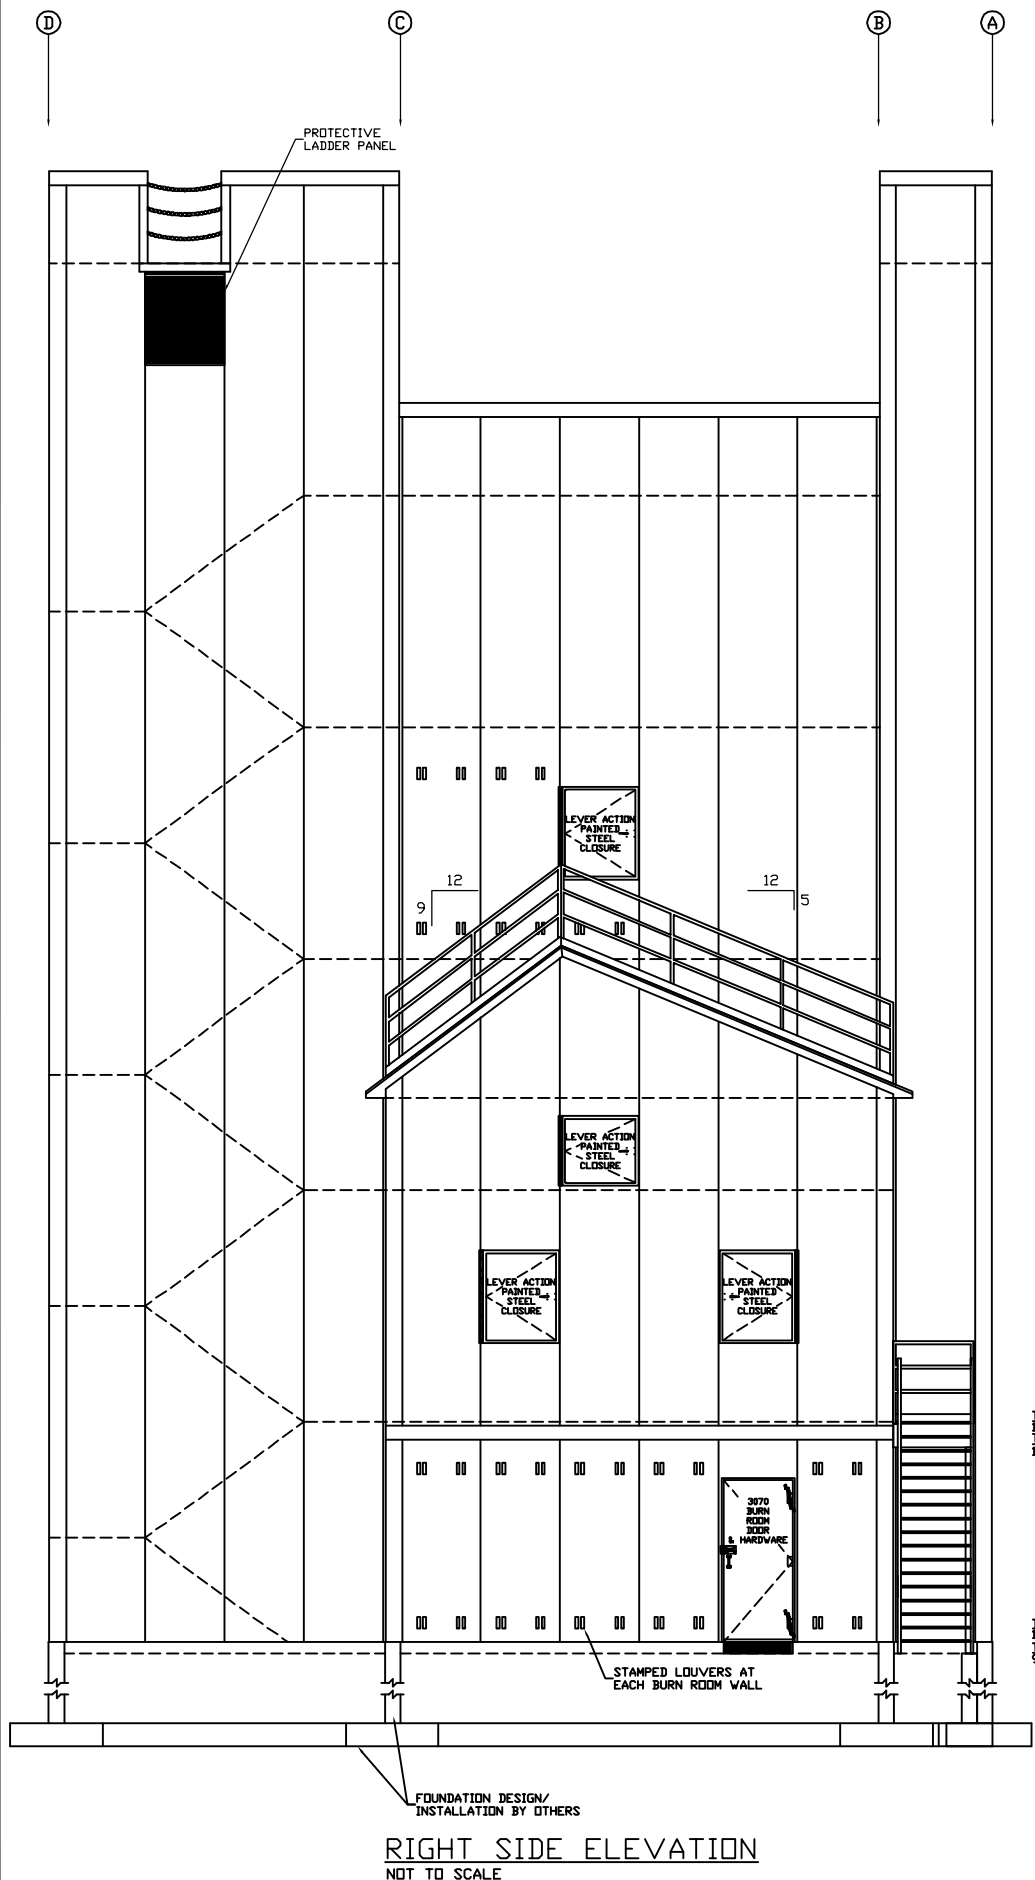 D
C
B
A
PROTECTIVE
LADDER PANEL
LEVER ACTION
PAINTED
STEEL
CLOSURE
12
9
12
5
LEVER ACTION
PAINTED
STEEL
CLOSURE
LEVER ACTION
PAINTED
STEEL
CLOSURE
LEVER ACTION
PAINTED
STEEL
CLOSURE
3070
BURN
ROOM
DOOR
& HARDWARE
STAMPED LOUVERS AT
EACH BURN ROOM WALL
FOUNDATION DESIGN/
INSTALLATION BY OTHERS
RIGHT SIDE ELEVATION
NOT TO SCALE